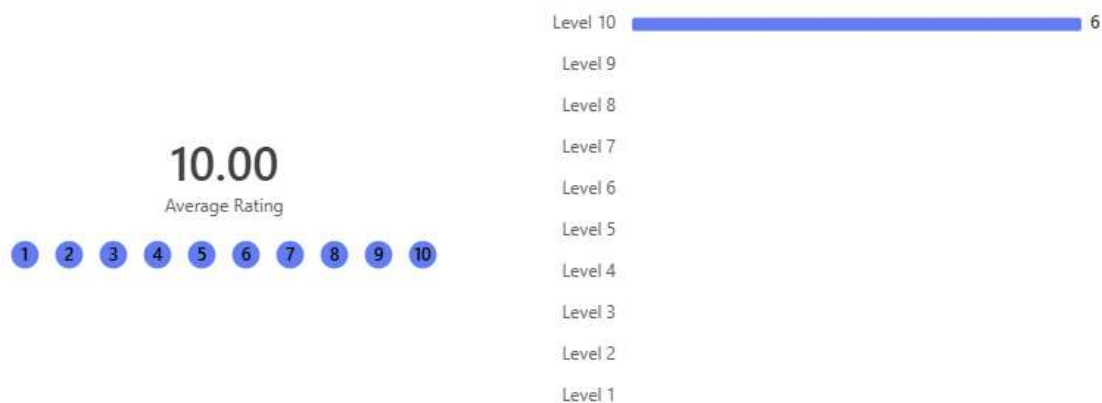 10.00
Average Rating
1 2 3 4 5 6 7 8 9 10
Level 10 6
Level 9
Level 8
Level 7
Level 6
Level 5
Level 4
Level 3
Level 2
Level 1